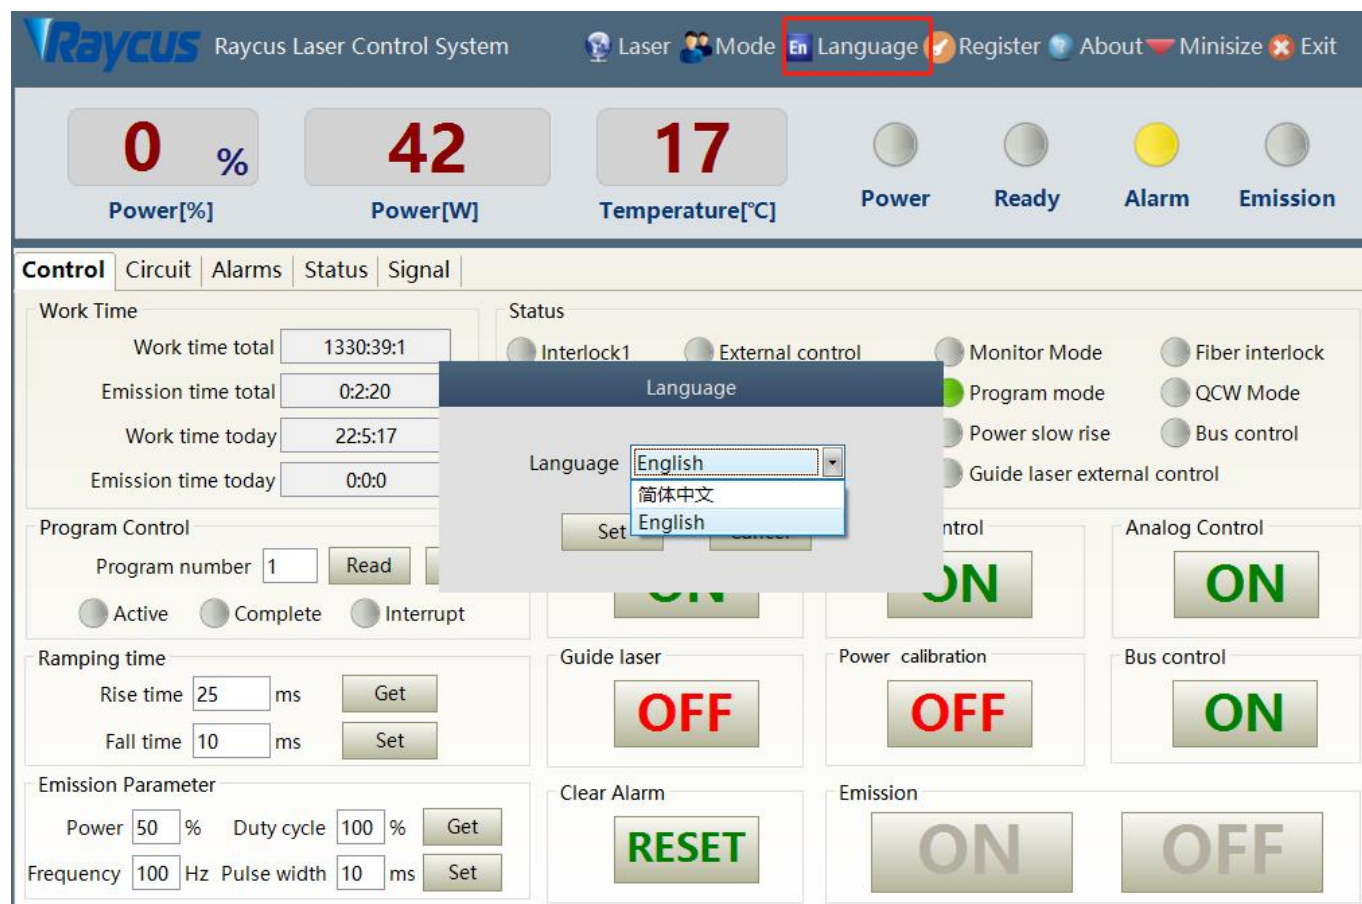 Raycus Raycus Laser Control System Laser Mode En Language Register About Minisize Exit
0 % 42 17
Power[%] Power[W] Temperature[℃] Power Ready Alarm Emission
Control Circuit Alarms Status Signal
Work Time
Work time total 1330:39:1
Emission time total 0:2:20
Work time today 22:5:17
Emission time today 0:0:0
Status
Interlock1 External control Monitor Mode Fiber interlock
Program mode QCW Mode
Power slow rise Bus control
Guide laser external control
Language
Language English
简体中文
English
Set
Program Control
Program number 1 Read
Active Complete Interrupt
ON
Analog Control
ON
Ramping time
Rise time 25 ms Get
Fall time 10 ms Set
Guide laser
OFF
Power calibration
OFF
Bus control
ON
Emission Parameter
Power 50 % Duty cycle 100 % Get
Frequency 100 Hz Pulse width 10 ms Set
Clear Alarm
RESET
Emission
ON OFF